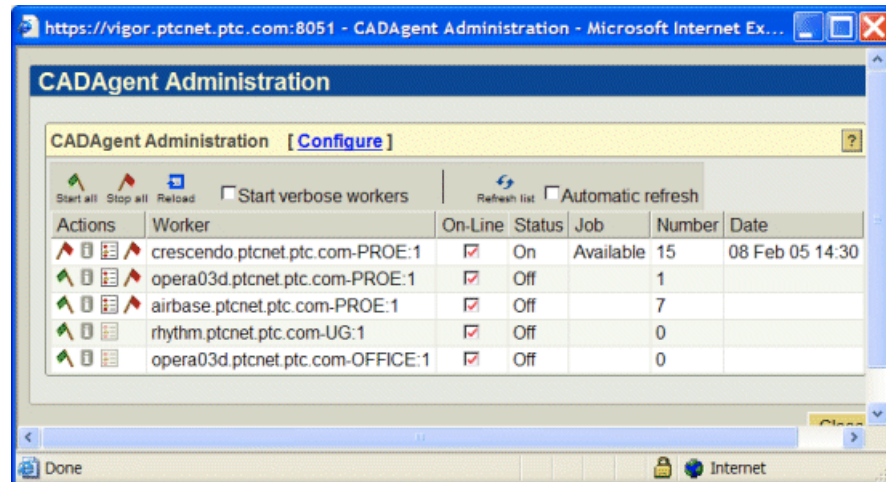 https://vigor.ptcnet.ptc.com:8051 - CADAgent Administration - Microsoft Internet Ex...
CADAgent Administration
CADAgent Administration [ Configure ] ?
Start all Stop all Reload Start verbose workers Refresh list Automatic refresh
Actions Worker On-Line Status Job Number Date
crescendo.ptcnet.ptc.com-PROE:1 On Available 15 08 Feb 05 14:30
opera03d.ptcnet.ptc.com-PROE:1 Off 1
airbase.ptcnet.ptc.com-PROE:1 Off 7
rhythm.ptcnet.ptc.com-UG:1 Off 0
opera03d.ptcnet.ptc.com-OFFICE:1 Off 0
Close
Done Internet